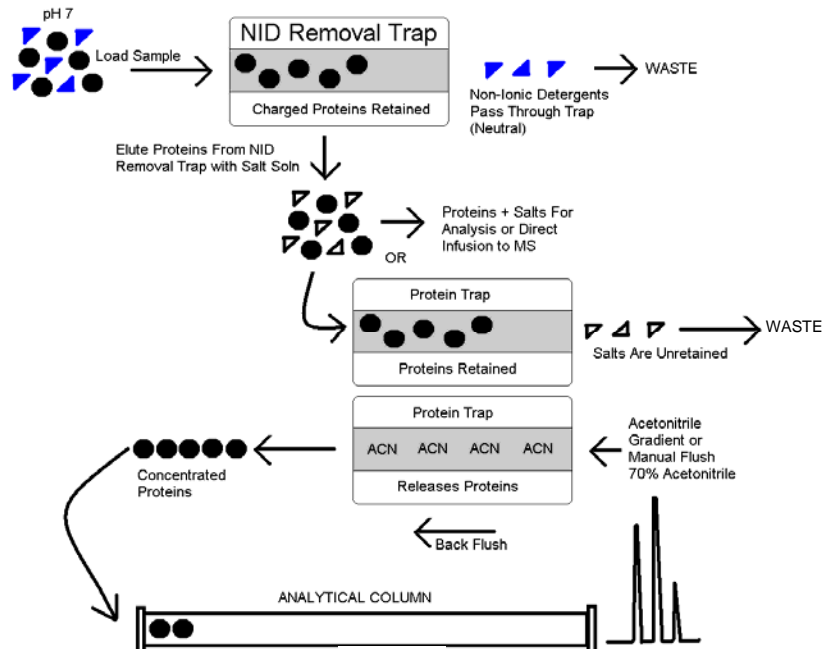 pH 7
Load Sample
NID Removal Trap
Charged Proteins Retained
Non-Ionic Detergents
Pass Through Trap
(Neutral)
WASTE
Elute Proteins From NID
Removal Trap with Salt Soln
Proteins + Salts For
Analysis or Direct
Infusion to MS
OR
Protein Trap
Proteins Retained
Salts Are Unretained
WASTE
Protein Trap
ACN ACN ACN ACN
Releases Proteins
Acetonitrile
Gradient or
Manual Flush
70% Acetonitrile
Concentrated
Proteins
Back Flush
ANALYTICAL COLUMN